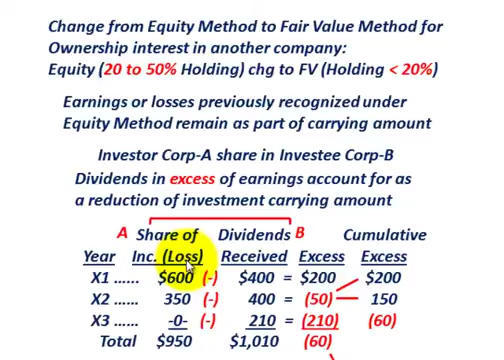 Change from Equity Method to Fair Value Method for
Ownership interest in another company:
Equity (20 to 50% Holding) chg to FV (Holding < 20%)
Earnings or losses previously recognized under
Equity Method remain as part of carrying amount
Investor Corp-A share in Investee Corp-B
Dividends in excess of earnings account for as
a reduction of investment carrying amount
A Share of Dividends B Cumulative
Year Inc. (Loss) Received Excess Excess
X1 ...... $600 (-) $400 = $200 $200
X2 ...... 350 (-) 400 = (50) 150
X3 ...... -0- (-) 210 = (210) (60)
Total $950 $1,010 (60)